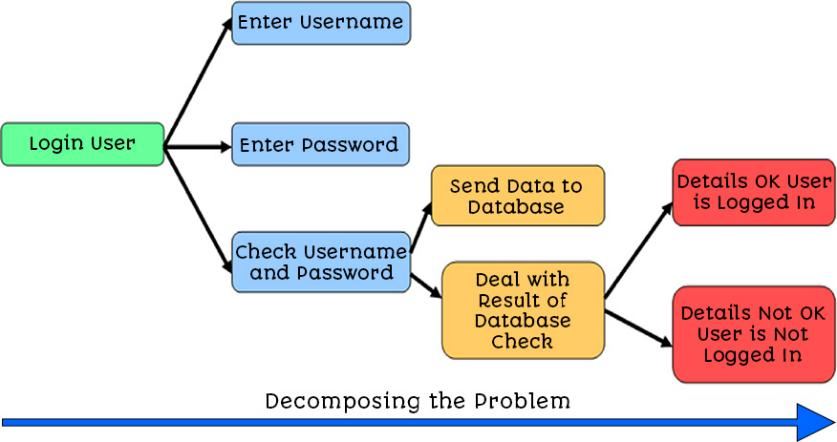 Enter Username
Login User
Enter Password
Send Data to
Database
Details OK User
is Logged In
Check Username
and Password
Deal with
Result of
Database
Check
Details Not OK
User is Not
Logged In
Decomposing the Problem